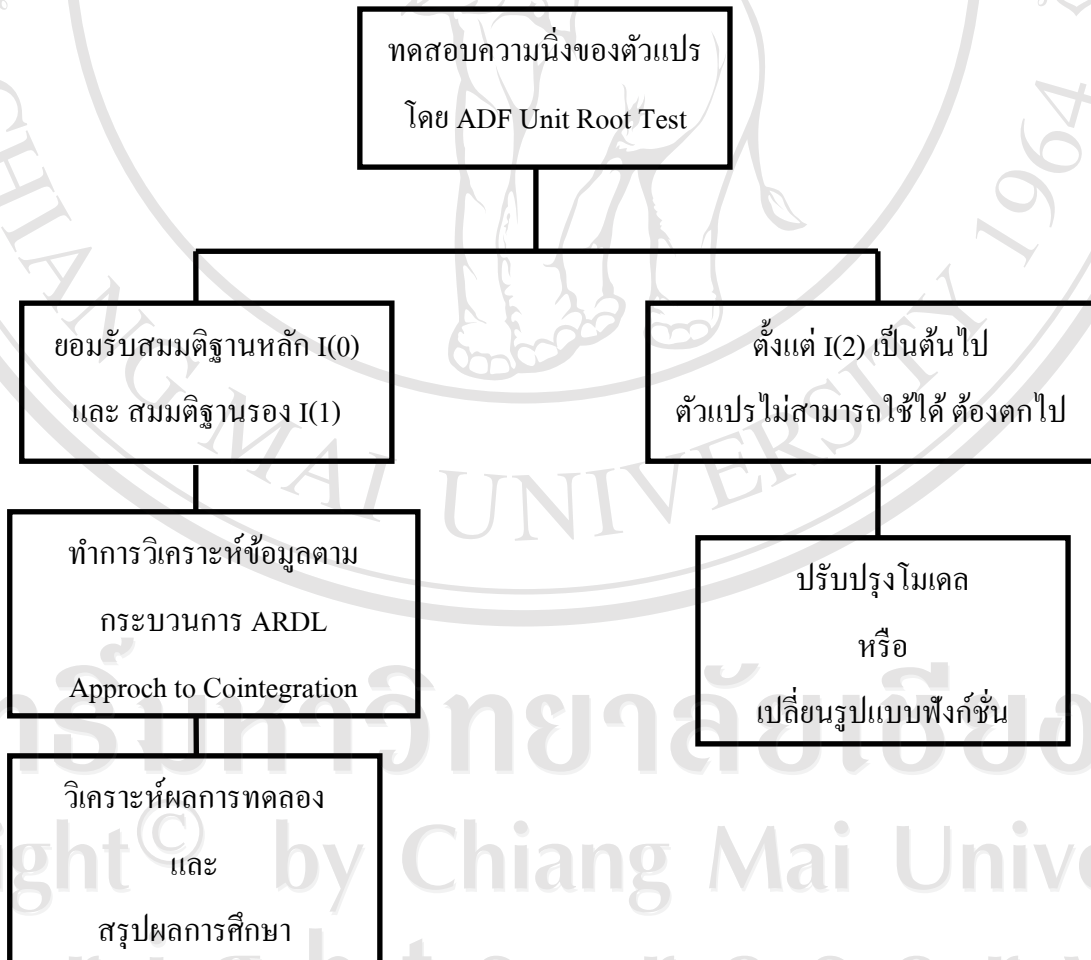 ทดสอบความนิ่งของตัวแปร
โดย ADF Unit Root Test
ยอมรับสมมติฐานหลัก I(0)
และ สมมติฐานรอง I(1)
ตั้งแต่ I(2) เป็นต้นไป
ตัวแปรไม่สามารถใช้ได้ ต้องตกไป
ทำการวิเคราะห์ข้อมูลตาม
กระบวนการ ARDL
Approch to Cointegration
ปรับปรุงโมเดล
หรือ
เปลี่ยนรูปแบบฟังก์ชั่น
วิเคราะห์ผลการทดลอง
และ
สรุปผลการศึกษา
CHIANG MAI UNIVERSITY 1964
by Chiang Mai